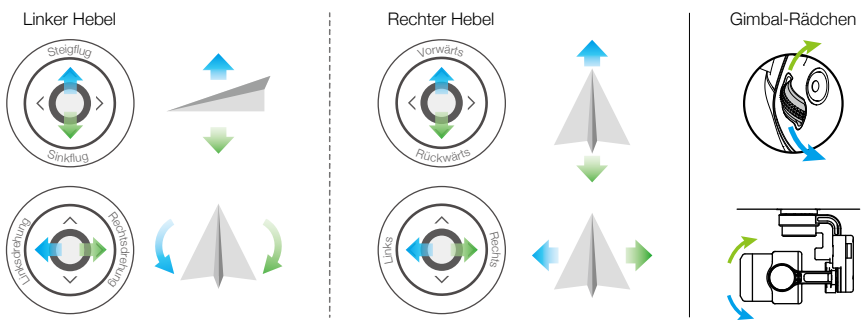 Linker Hebel
Steigflug
Sinkflug
Linksdrehung
Rechtsdrehung
Rechter Hebel
Vorwärts
Rückwärts
Links
Rechts
Gimbal-Rädchen